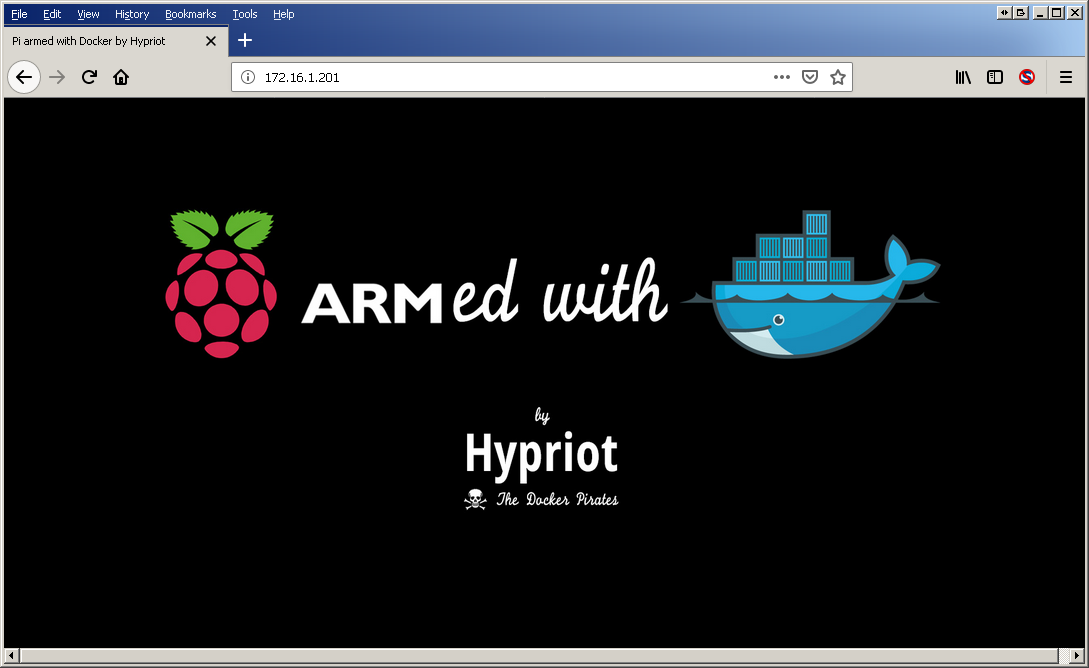 File Edit View History Bookmarks Tools Help
Pi armed with Docker by Hypriot
172.16.1.201
ARMed with
by
Hypriot
The Docker Pirates